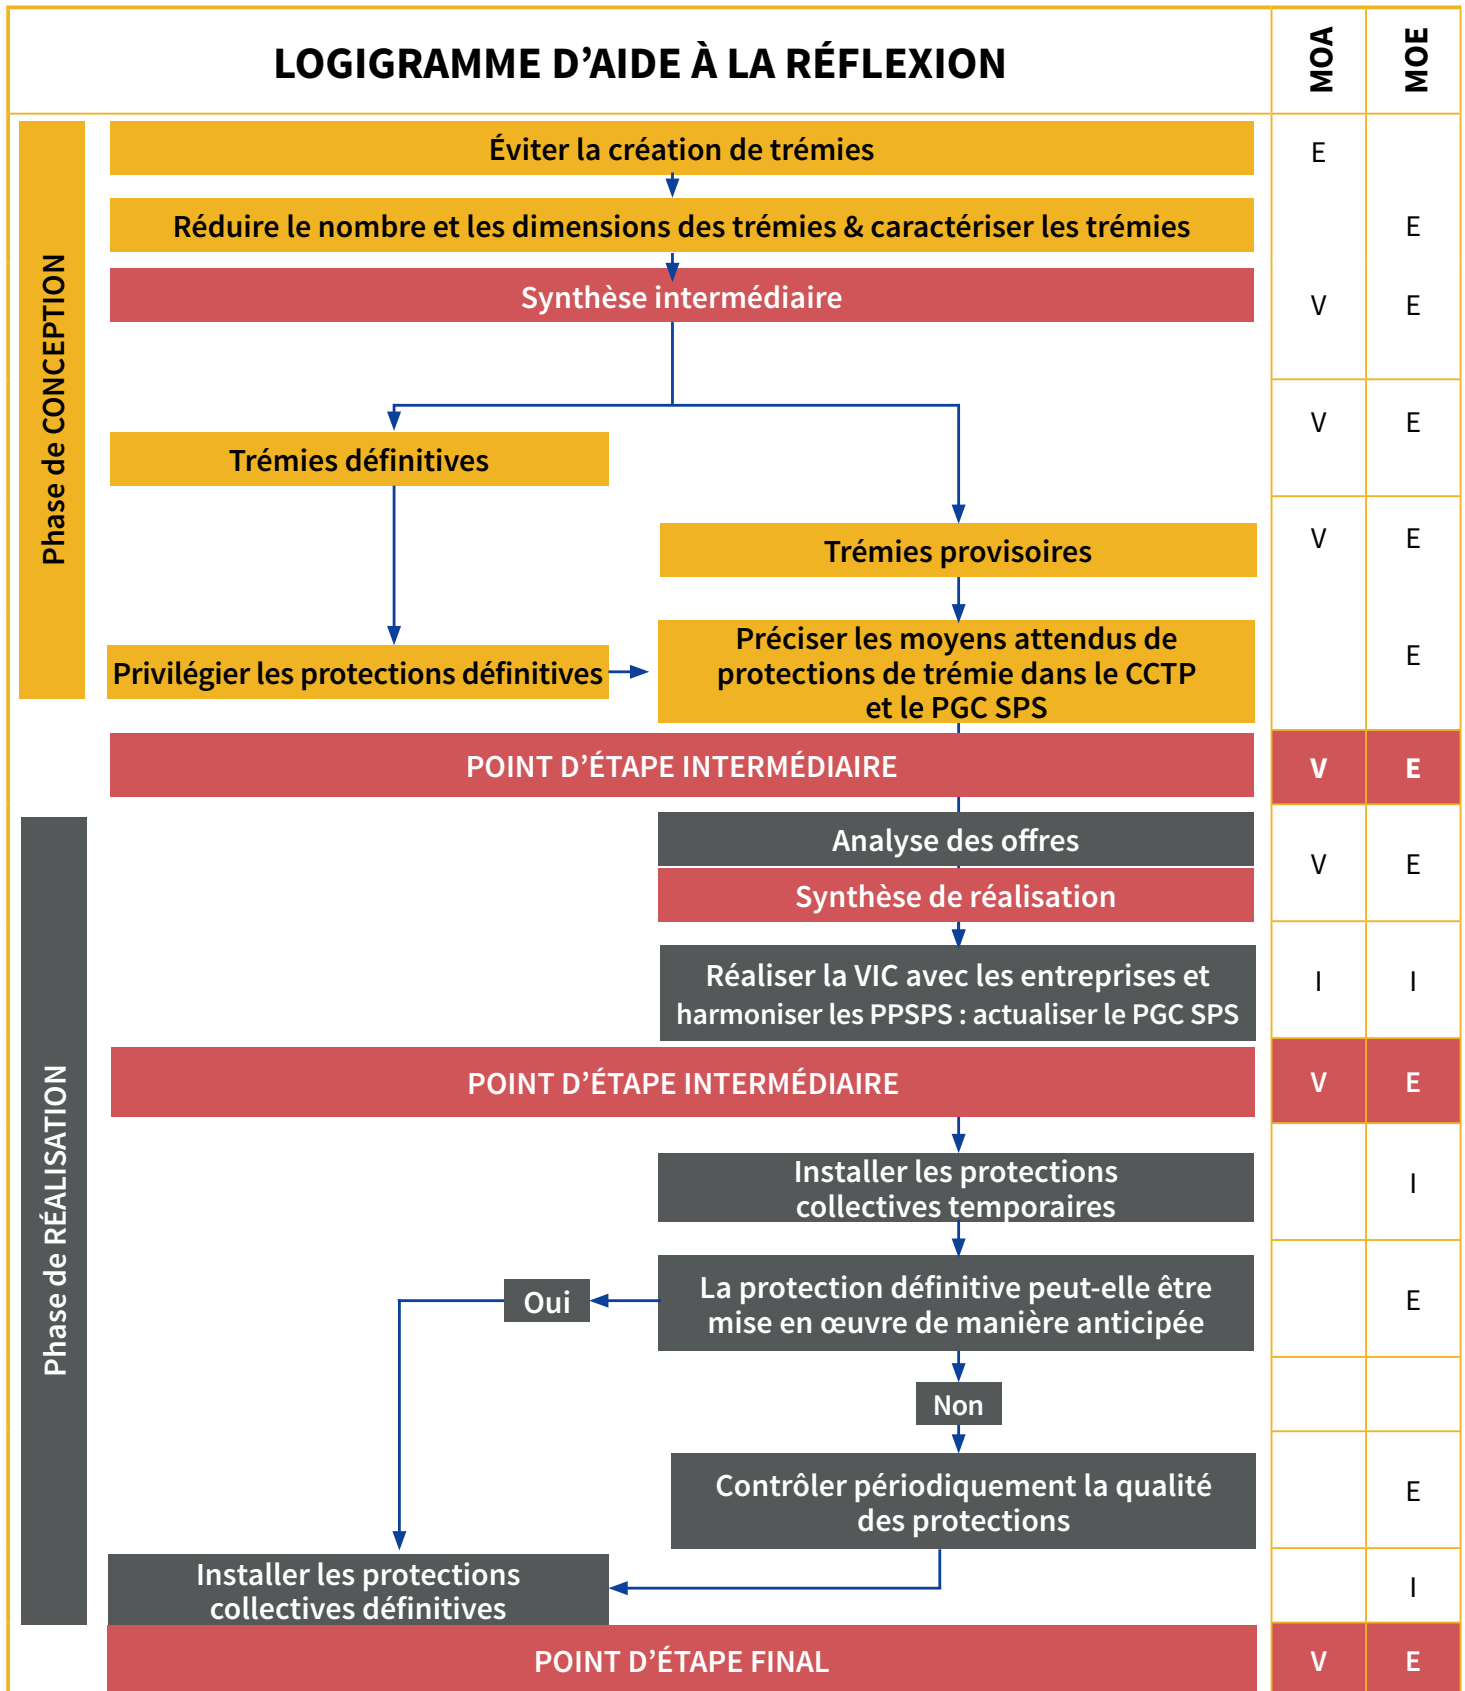 LOGIGRAMME D’AIDE À LA RÉFLEXION
MOA
MOE
Phase de CONCEPTION
Éviter la création de trémies
E
Réduire le nombre et les dimensions des trémies & caractériser les trémies
E
Synthèse intermédiaire
V
E
V
E
Trémies définitives
Trémies provisoires
V
E
Privilégier les protections définitives
Préciser les moyens attendus de
protections de trémie dans le CCTP
et le PGC SPS
E
POINT D’ÉTAPE INTERMÉDIAIRE
V
E
Phase de RÉALISATION
Analyse des offres
V
E
Synthèse de réalisation
Réaliser la VIC avec les entreprises et
harmoniser les PPSPS : actualiser le PGC SPS
I
I
POINT D’ÉTAPE INTERMÉDIAIRE
V
E
Installer les protections
collectives temporaires
I
Oui
La protection définitive peut-elle être
mise en œuvre de manière anticipée
E
Non
Contrôler périodiquement la qualité
des protections
E
Installer les protections
collectives définitives
I
POINT D’ÉTAPE FINAL
V
E